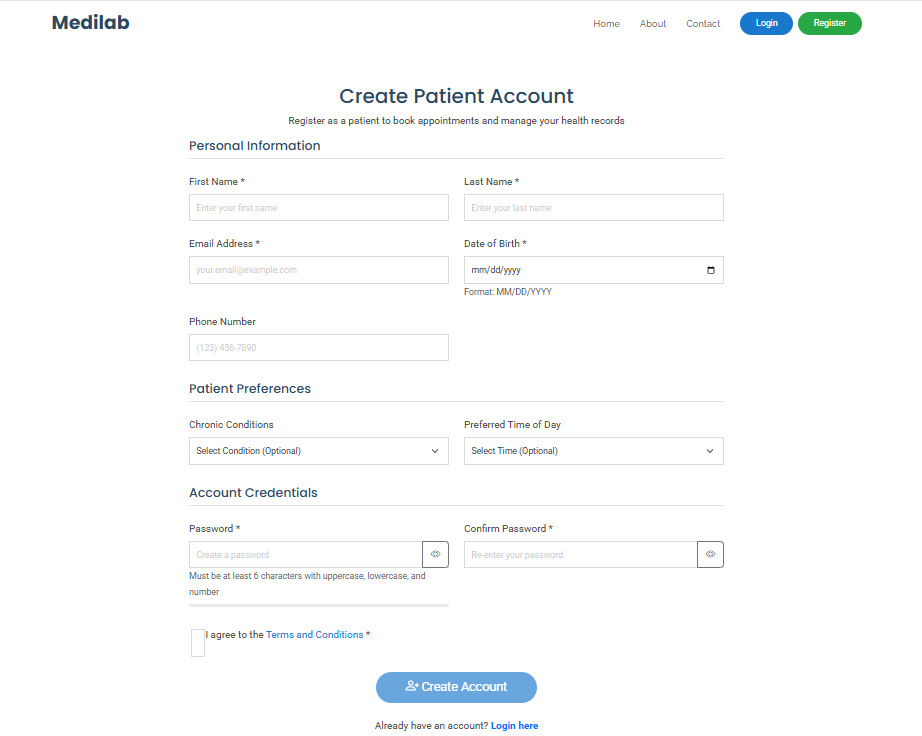 Medilab
Home About Contact Login Register
Create Patient Account
Register as a patient to book appointments and manage your health records
Personal Information
First Name * Last Name *
Enter your first name Enter your last name
Email Address * Date of Birth *
your.email@example.com mm/dd/yyyy
Format: MM/DD/YYYY
Phone Number
(123) 456-7890
Patient Preferences
Chronic Conditions Preferred Time of Day
Select Condition (Optional) Select Time (Optional)
Account Credentials
Password * Confirm Password *
Create a password Re-enter your password
Must be at least 6 characters with uppercase, lowercase, and
number
I agree to the Terms and Conditions *
Create Account
Already have an account? Login here